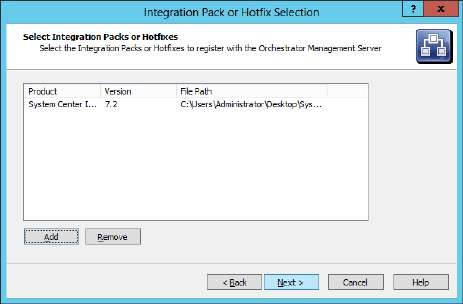 Integration Pack or Hotfix Selection
? x
Select Integration Packs or Hotfixes
Select the Integration Packs or Hotfixes to register with the Orchestrator Management Server
Product Version File Path
System Center I... 7.2 C:\Users\Administrator\Desktop\Sys...
Add Remove
< Back Next > Cancel Help